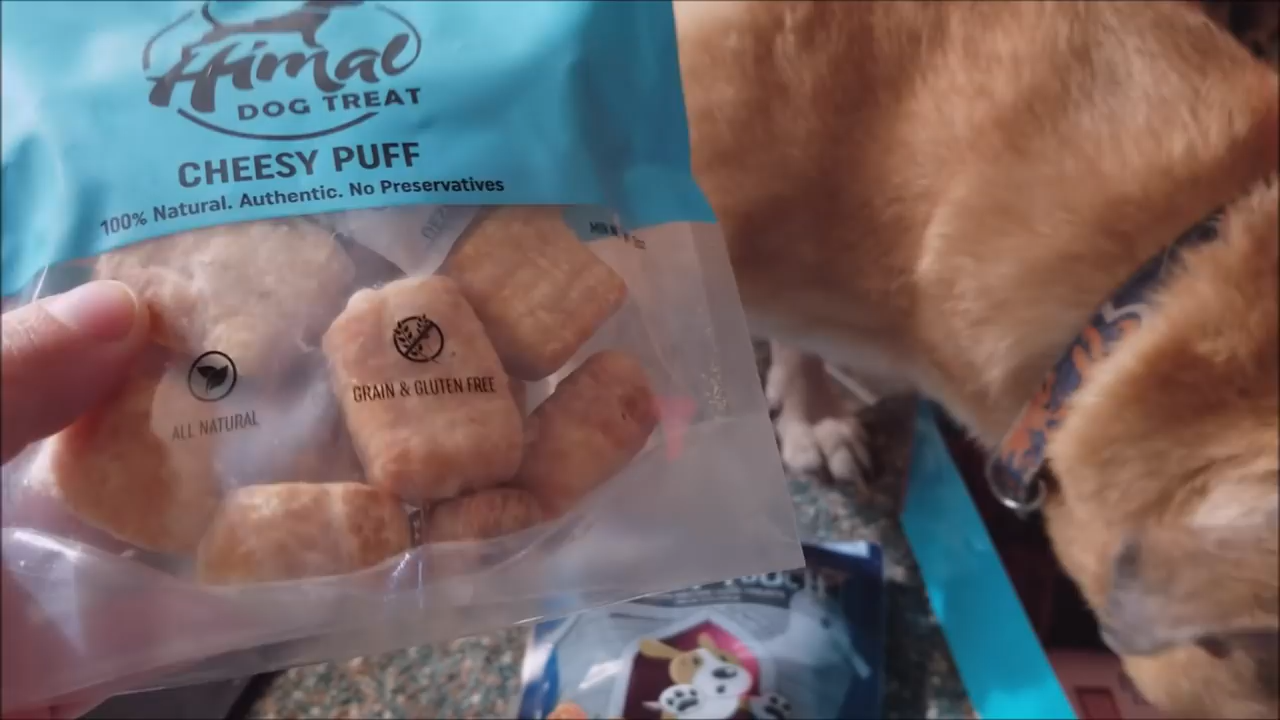 Himal
DOG TREAT
CHEESY PUFF
100% Natural. Authentic. No Preservatives
GRAIN & GLUTEN FREE
ALL NATURAL